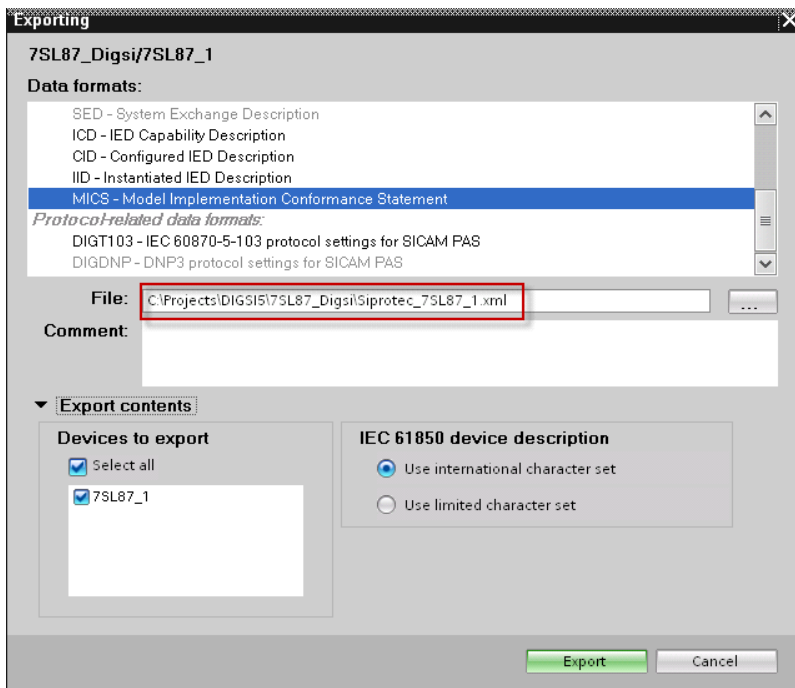 Exporting
7SL87_Digsi/7SL87_1
Data formats:
SED - System Exchange Description
ICD - IED Capability Description
CID - Configured IED Description
IID - Instantiated IED Description
MICS - Model Implementation Conformance Statement
Protocol-related data formats:
DIGT103 - IEC 60870-5-103 protocol settings for SICAM PAS
DIGDNP - DNP3 protocol settings for SICAM PAS
File: C:\Projects\DIGSI5\7SL87_Digsi\Siprotec_7SL87_1.xml ...
Comment:
Export contents
Devices to export
Select all
7SL87_1
IEC 61850 device description
Use international character set
Use limited character set
Export Cancel